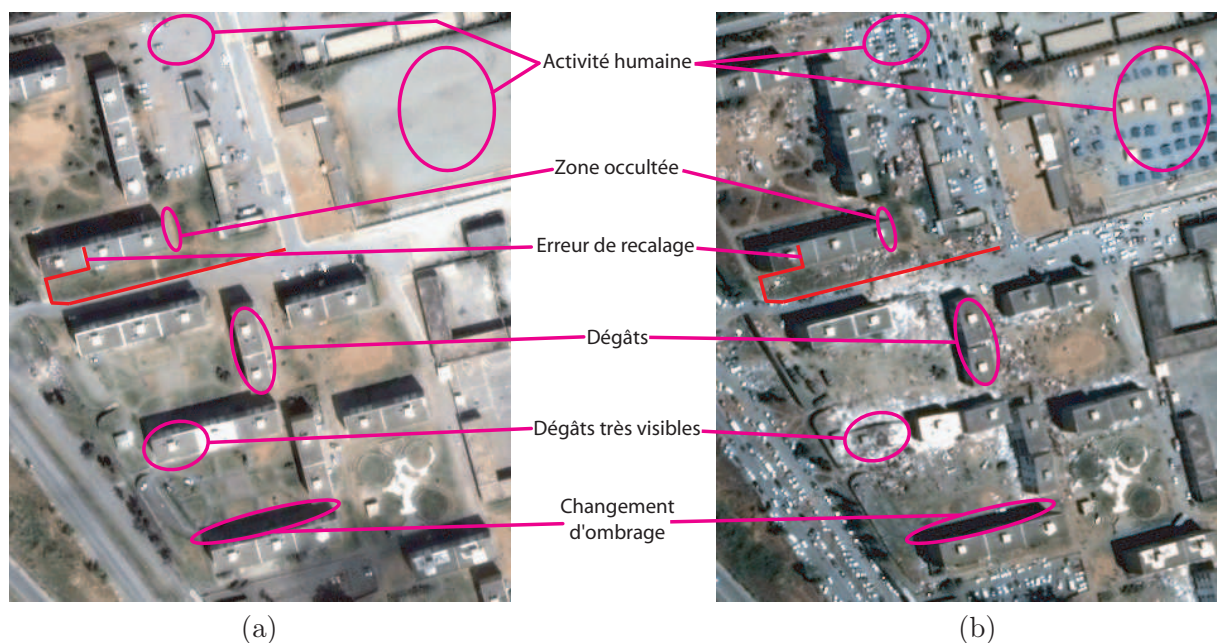 Activité humaine
Zone occultée
Erreur de recalage
Dégâts
Dégâts très visibles
Changement
d'ombrage
(a)
(b)